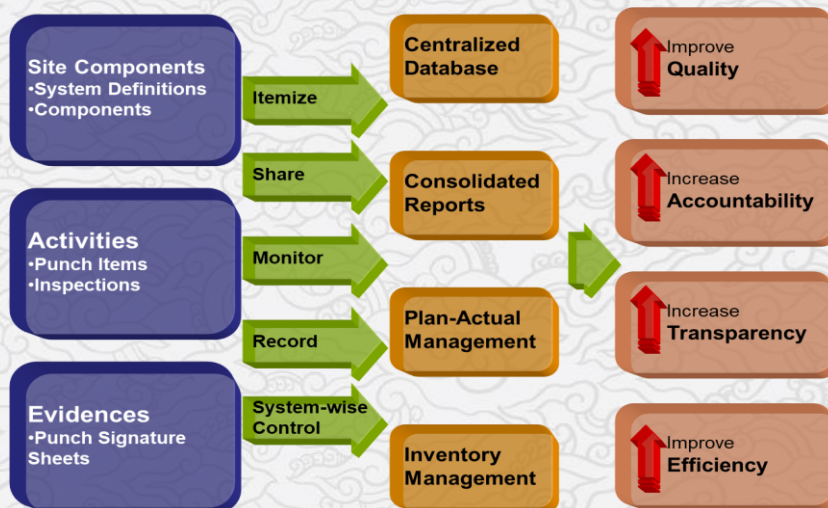 Site Components
•System Definitions
•Components
Activities
•Punch Items
•Inspections
Evidences
•Punch Signature
Sheets
Itemize
Share
Monitor
Record
System-wise
Control
Centralized
Database
Consolidated
Reports
Plan-Actual
Management
Inventory
Management
Improve
Quality
Increase
Accountability
Increase
Transparency
Improve
Efficiency